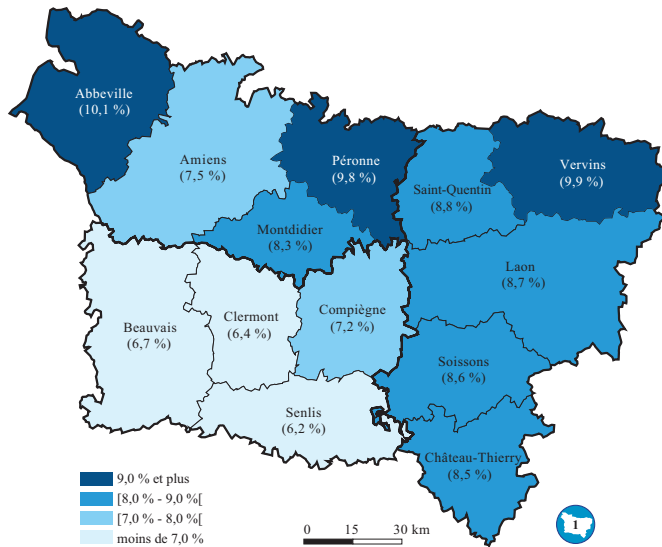 Abbeville
(10,1 %)
Amiens
(7,5 %)
Péronne
(9,8 %)
Saint-Quentin
(8,8 %)
Vervins
(9,9 %)
Montdidier
(8,3 %)
Laon
(8,7 %)
Beauvais
(6,7 %)
Clermont
(6,4 %)
Compiègne
(7,2 %)
Soissons
(8,6 %)
Senlis
(6,2 %)
Château-Thierry
(8,5 %)
9,0 % et plus
[8,0 % - 9,0 %[
[7,0 % - 8,0 %[
moins de 7,0 %
0 15 30 km
1